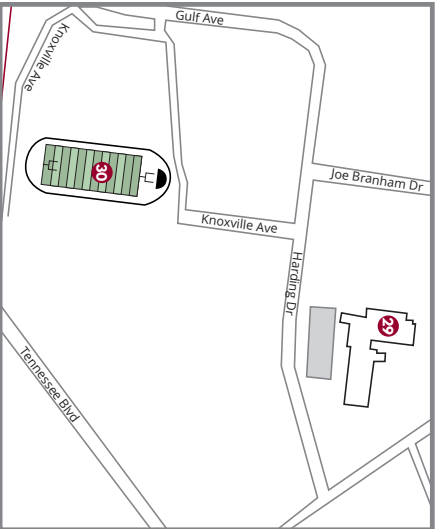 Gulf Ave
Knoxville Ave
Joe Branham Dr
30
Knoxville Ave
Harding Dr
29
Tennessee Blvd